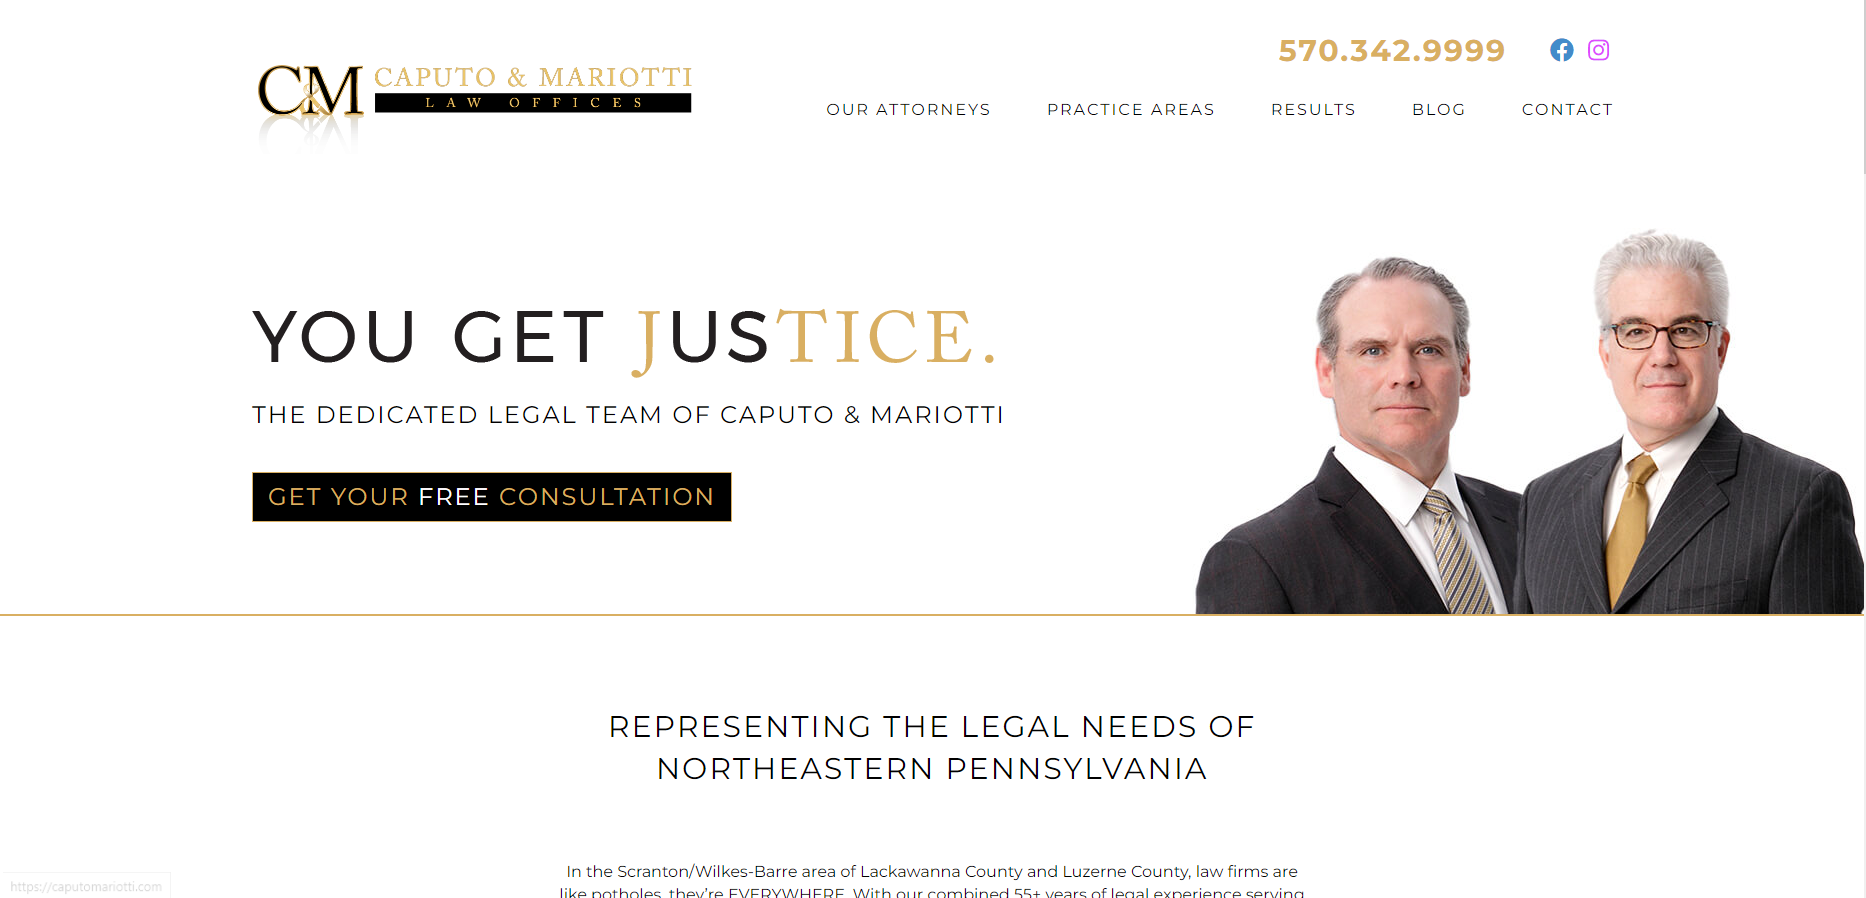 570.342.9999
C&M CAPUTO & MARIOTTI
LAW OFFICES
OUR ATTORNEYS PRACTICE AREAS RESULTS BLOG CONTACT
YOU GET JUSTICE.
THE DEDICATED LEGAL TEAM OF CAPUTO & MARIOTTI
GET YOUR FREE CONSULTATION
REPRESENTING THE LEGAL NEEDS OF
NORTHEASTERN PENNSYLVANIA
In the Scranton/Wilkes-Barre area of Lackawanna County and Luzerne County, law firms are
like potholes, they’re EVERYWHERE. With our combined 55+ years of legal experience serving
https://caputomariotti.com